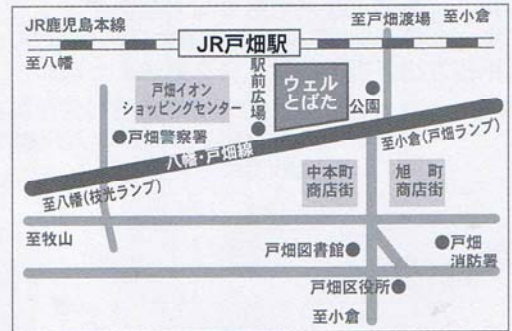 JR鹿児島本線
至戸畑渡場
至小倉
JR戸畑駅
至八幡
戸畑イオン
ショッピングセンター
駅前広場
ウェル
とばた
公園
戸畑警察署
八幡・戸畑線
至小倉(戸畑ランプ)
至八幡(枝光ランプ)
中本町
商店街
旭町
商店街
至牧山
戸畑図書館
戸畑
消防署
戸畑区役所
至小倉